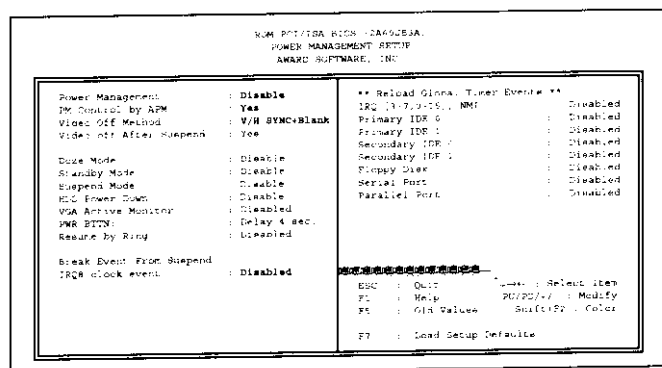 ROM PCI/ISA BIOS
POWER MANAGEMENT SETUP
AWARD SOFTWARE, INC
Power Management : Disable
PM Control by APM : Yes
Video Off Method : V/H SYNC+Blank
Video off After Suspend : Yes
Doze Mode : Disable
Standby Mode : Disable
Suspend Mode : Disable
HDD Power Down : Disable
VGA Active Monitor : Disabled
PWR BTTN: : Delay 4 sec.
Resume by Ring : Disabled
Break Event From Suspend
IRQ8 clock event : Disabled
** Reload Global Timer Events **
IRQ NMI : Disabled
Primary IDE 0 : Disabled
Primary IDE 1 : Disabled
Secondary IDE : Disabled
Secondary IDE 1 : Disabled
Floppy Disk : Disabled
Serial Port : Disabled
Parallel Port : Disabled
ESC : Quit : Select Item
F1 : Help PU/PD/+/- : Modify
F5 : Old Values Shift+F2 : Color
F7 : Load Setup Defaults